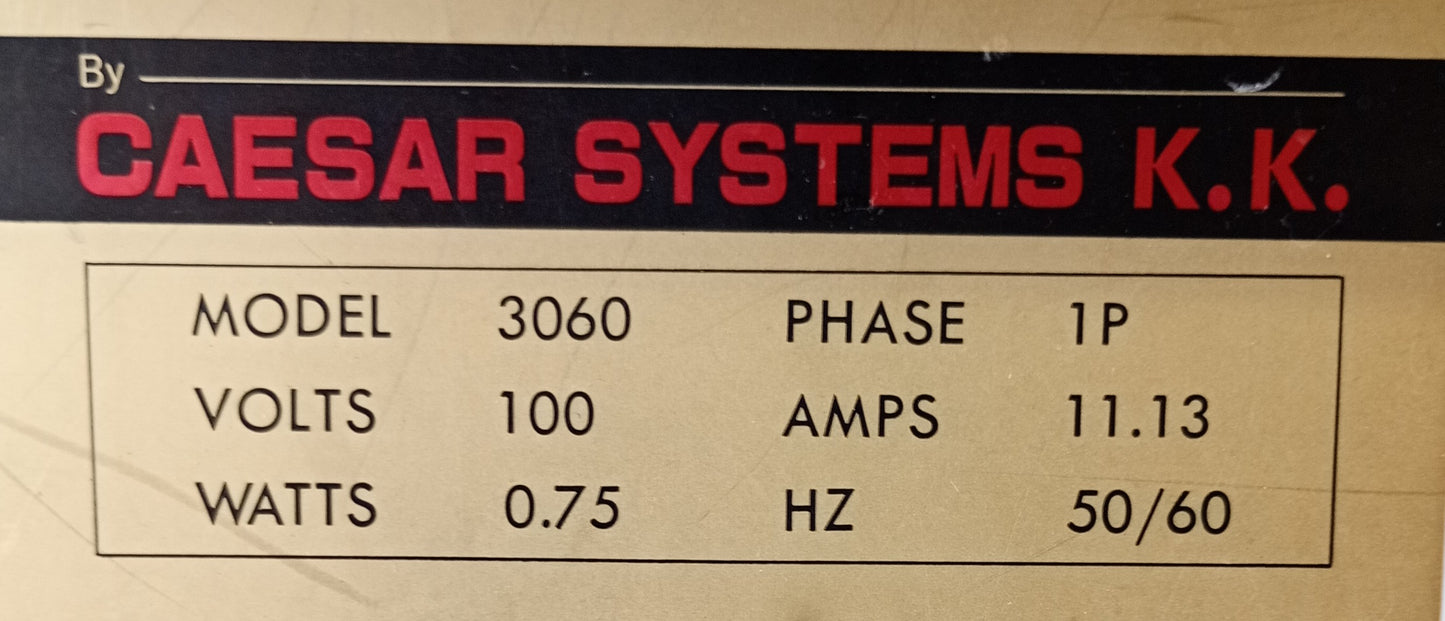 By
CAESAR SYSTEMS K.K.
MODEL 3060 PHASE 1P
VOLTS 100 AMPS 11.13
WATTS 0.75 HZ 50/60